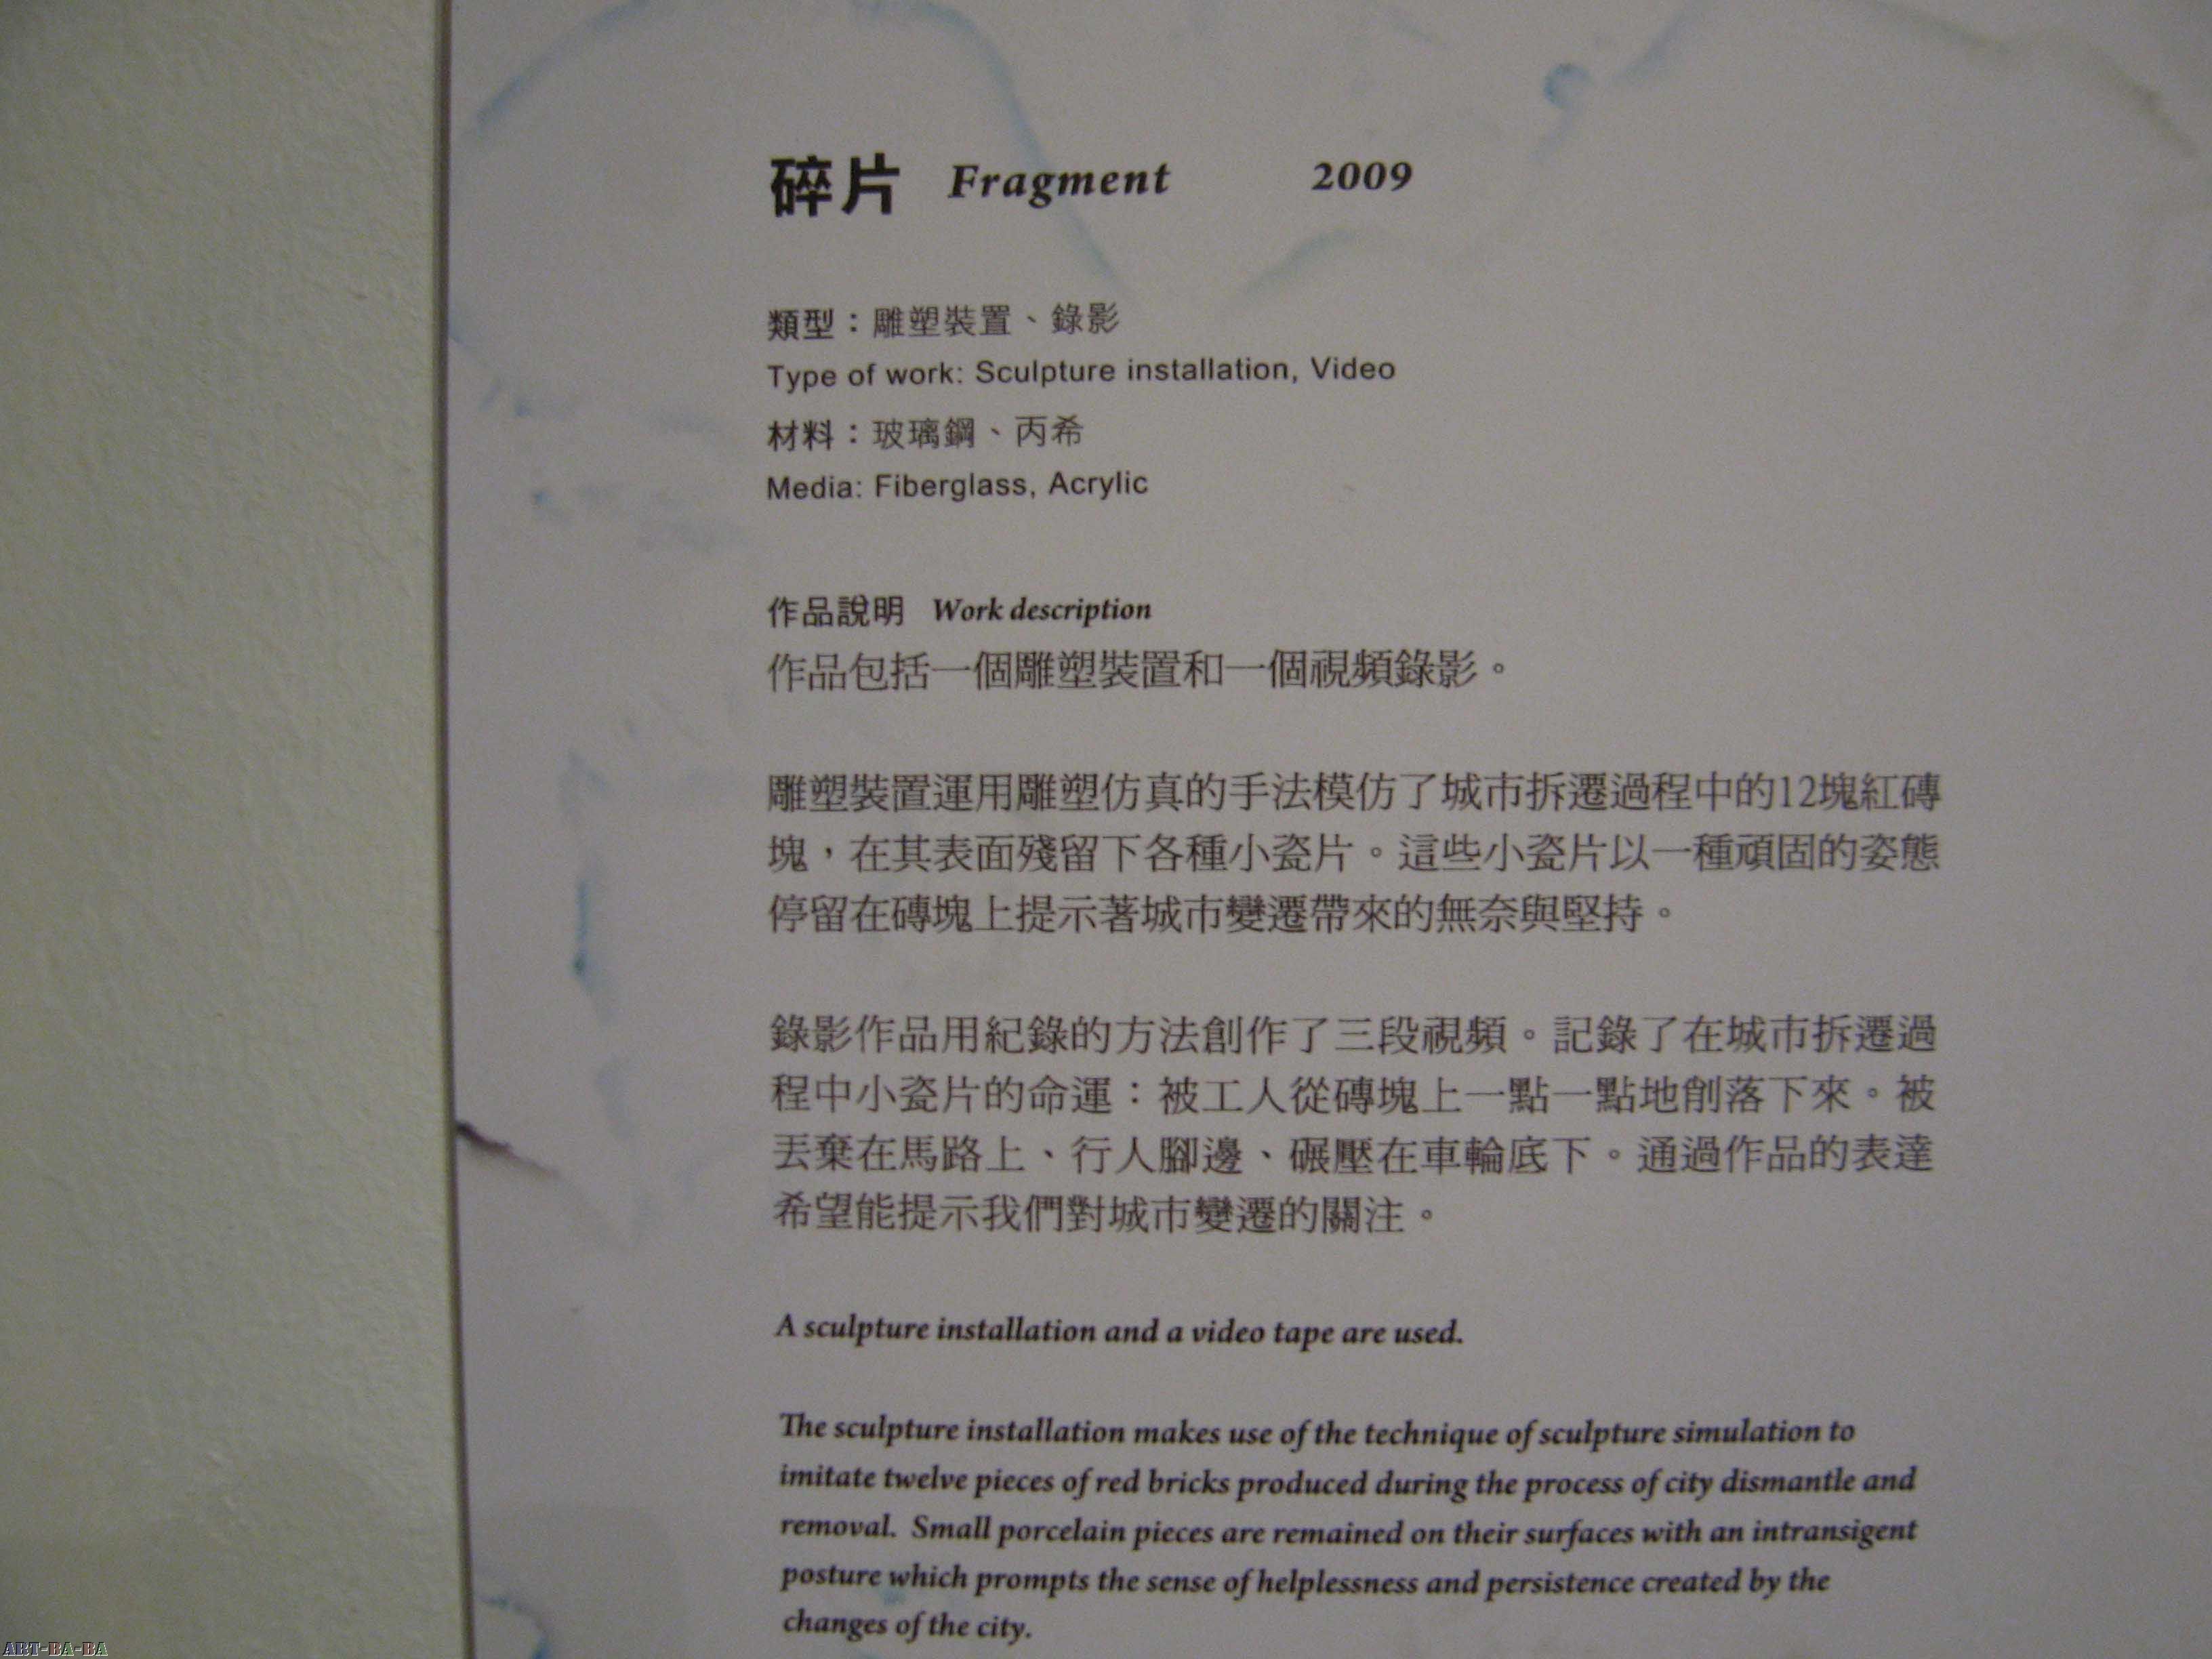 碎片 Fragment 2009
類型：雕塑裝置、錄影
Type of work: Sculpture installation, Video
材料：玻璃鋼、丙希
Media: Fiberglass, Acrylic
作品說明 Work description
作品包括一個雕塑裝置和一個視頻錄影。
雕塑裝置運用雕塑仿真的手法模仿了城市拆遷過程中的12塊紅磚
塊，在其表面殘留下各種小瓷片。這些小瓷片以一種頑固的姿態
停留在磚塊上提示著城市變遷帶來的無奈與堅持。
錄影作品用紀錄的方法創作了三段視頻。記錄了在城市拆遷過
程中小瓷片的命運：被工人從磚塊上一點一點地削落下來。被
丟棄在馬路上、行人腳邊、碾壓在車輪底下。通過作品的表達
希望能提示我們對城市變遷的關注。
A sculpture installation and a video tape are used.
The sculpture installation makes use of the technique of sculpture simulation to
imitate twelve pieces of red bricks produced during the process of city dismantle and
removal. Small porcelain pieces are remained on their surfaces with an intransigent
posture which prompts the sense of helplessness and persistence created by the
changes of the city.
ART-BA-BA